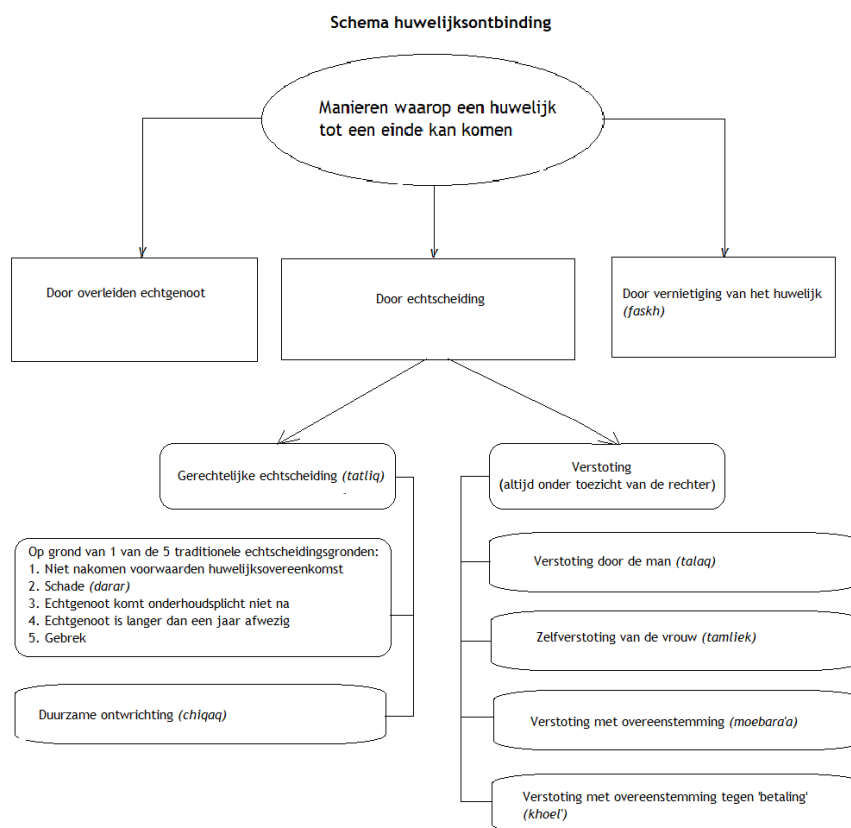 Schema huwelijksontbinding
Manieren waarop een huwelijk
tot een einde kan komen
Door overleiden echtgenoot
Door echtscheiding
Door vernietiging van het huwelijk
(faskh)
Gerechtelijke echtscheiding (tatliq)
Op grond van 1 van de 5 traditionele echtscheidingsgronden:
1. Niet nakomen voorwaarden huwelijksovereenkomst
2. Schade (darar)
3. Echtgenoot komt onderhoudsplicht niet na
4. Echtgenoot is langer dan een jaar afwezig
5. Gebrek
Duurzame ontwrichting (chiqaq)
Verstoting
(altijd onder toezicht van de rechter)
Verstoting door de man (talaq)
Zelfverstoting van de vrouw (tamliek)
Verstoting met overeenstemming (moebara'a)
Verstoting met overeenstemming tegen 'betaling'
(khoel')